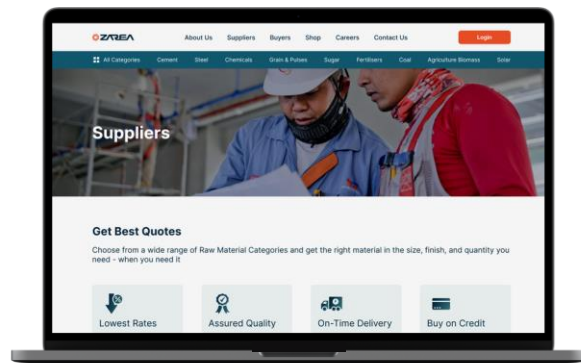 ZAREA
About Us Suppliers Buyers Shop Careers Contact Us Login
All Categories Cement Steel Chemicals Grain & Pulses Sugar Fertilisers Coal Agriculture Biomass Solar
Suppliers
Get Best Quotes
Choose from a wide range of Raw Material Categories and get the right material in the size, finish, and quantity you
need - when you need it
Lowest Rates Assured Quality On-Time Delivery Buy on Credit